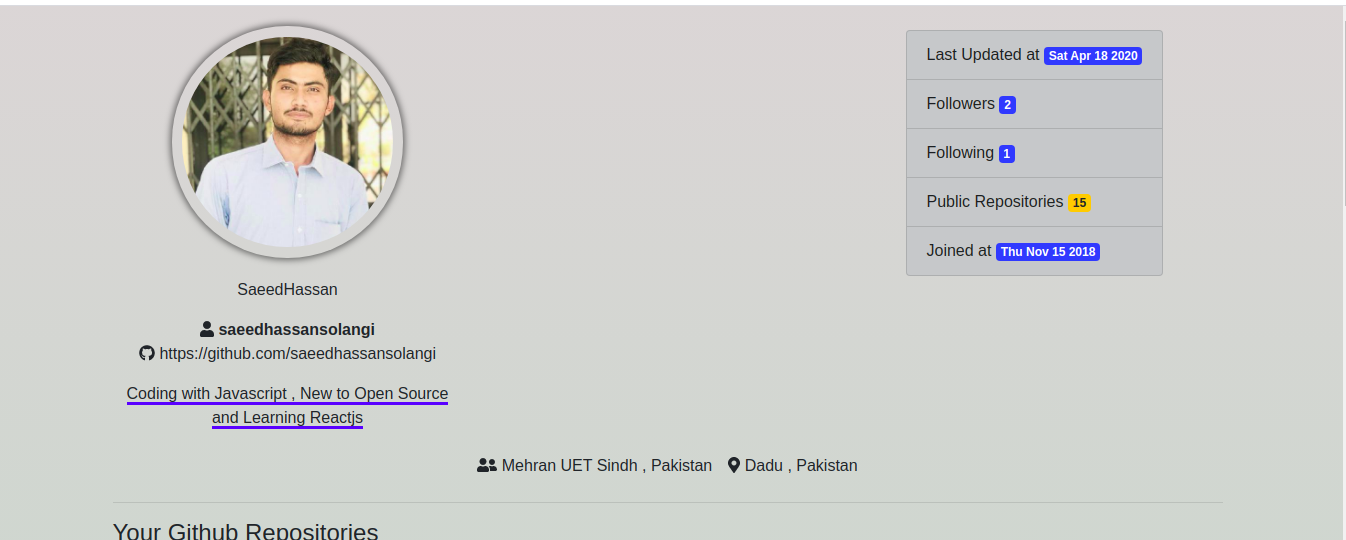 SaeedHassan
saeedhassansolangi
https://github.com/saeedhassansolangi
Coding with Javascript , New to Open Source
and Learning Reactjs
Last Updated at Sat Apr 18 2020
Followers 2
Following 1
Public Repositories 15
Joined at Thu Nov 15 2018
Mehran UET Sindh , Pakistan Dadu , Pakistan
Your Github Repositories